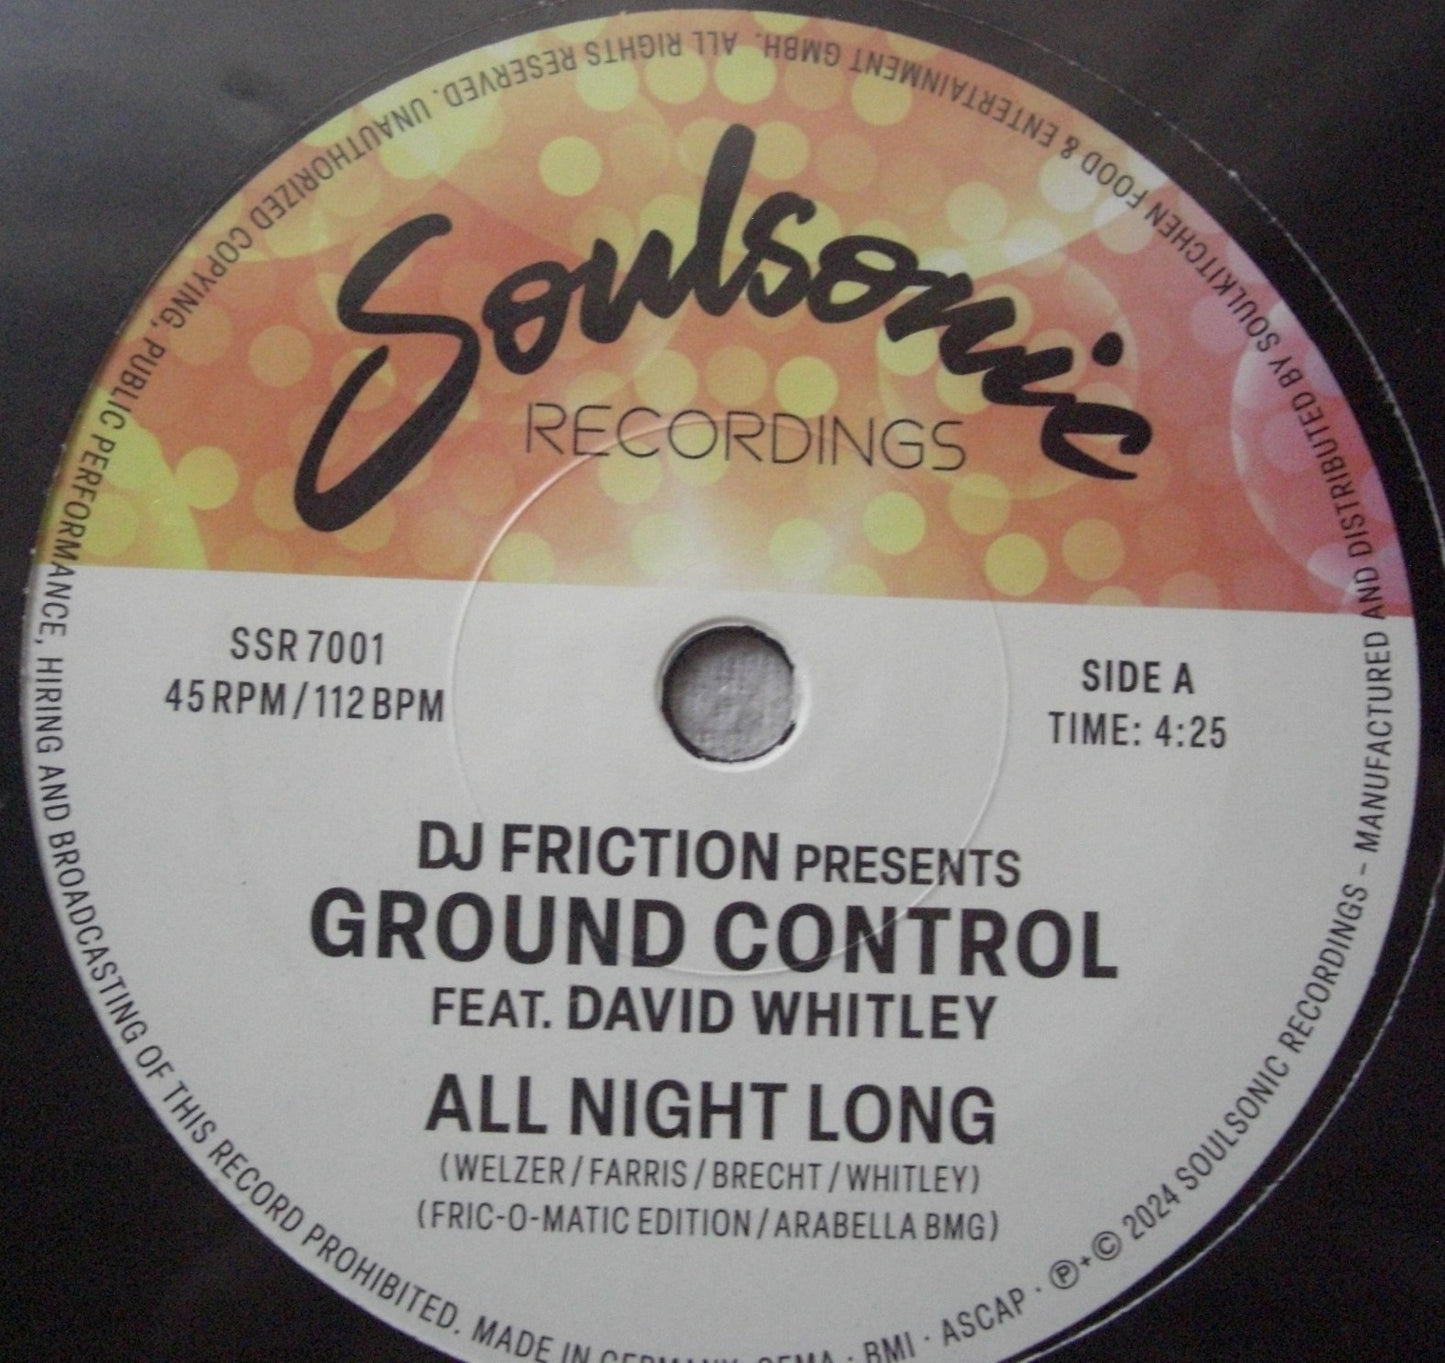 Soulsonic
RECORDINGS
SSR 7001
45 RPM / 112 BPM
SIDE A
TIME: 4:25
DJ FRICTION PRESENTS
GROUND CONTROL
FEAT. DAVID WHITLEY
ALL NIGHT LONG
(WELZER / FARRIS / BRECHT / WHITLEY)
(FRIC-O-MATIC EDITION / ARABELLA BMG)
℗+© 2024 SOULSONIC RECORDINGS – MANUFACTURED AND DISTRIBUTED BY SOULKITCHEN FOOD & ENTERTAINMENT GMBH. ALL RIGHTS RESERVED. UNAUTHORIZED COPYING, PUBLIC PERFORMANCE, HIRING AND BROADCASTING OF THIS RECORD PROHIBITED. MADE IN GERMANY. GEMA · BMI · ASCAP ·